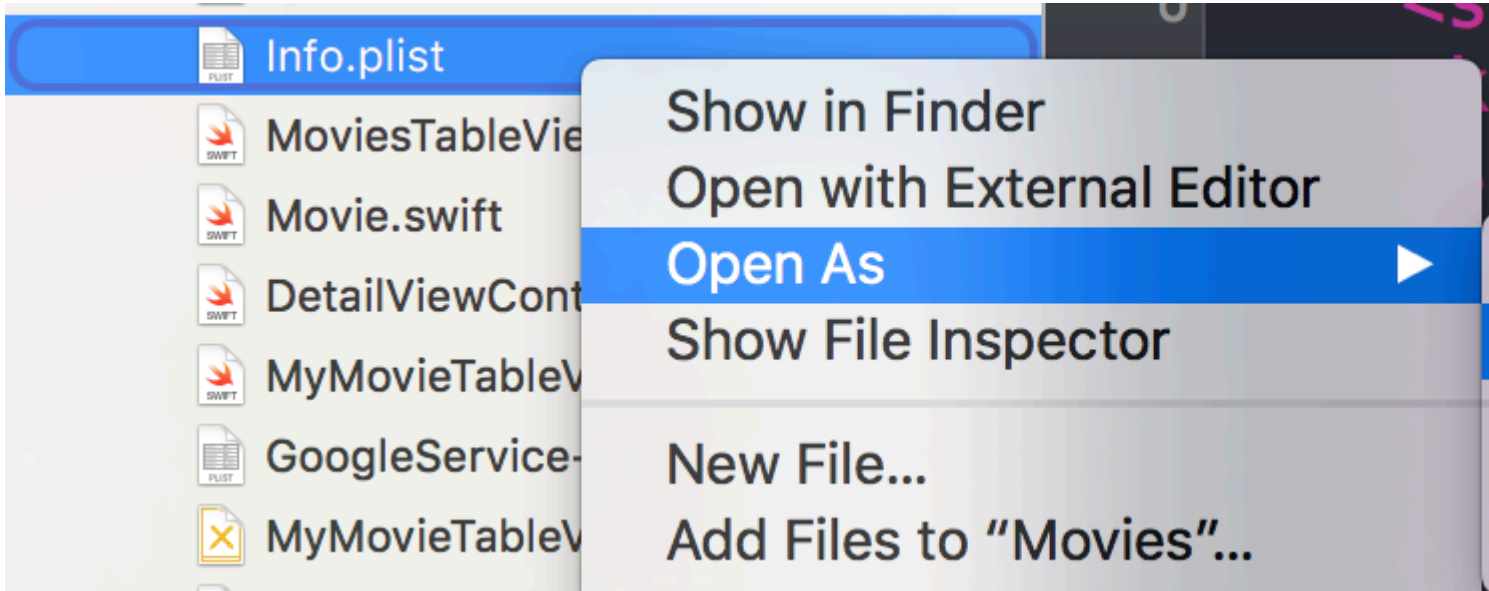 Info.plist
MoviesTableVie
Movie.swift
DetailViewCont
MyMovieTableV
GoogleService-
MyMovieTableV
PLIST
SWIFT
SWIFT
SWIFT
SWIFT
PLIST
Show in Finder
Open with External Editor
Open As
Show File Inspector
New File...
Add Files to “Movies”...
<s